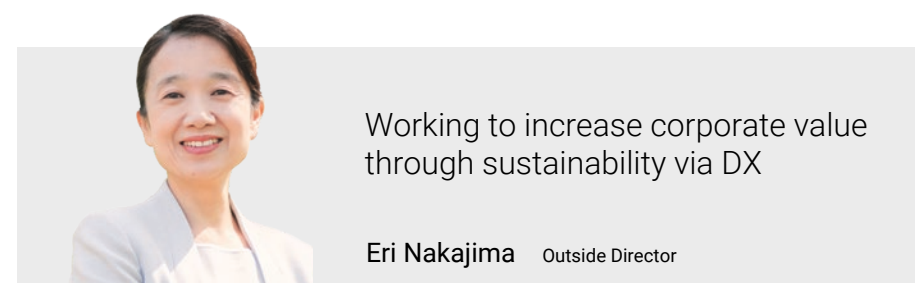 Working to increase corporate value
through sustainability via DX
Eri Nakajima Outside Director